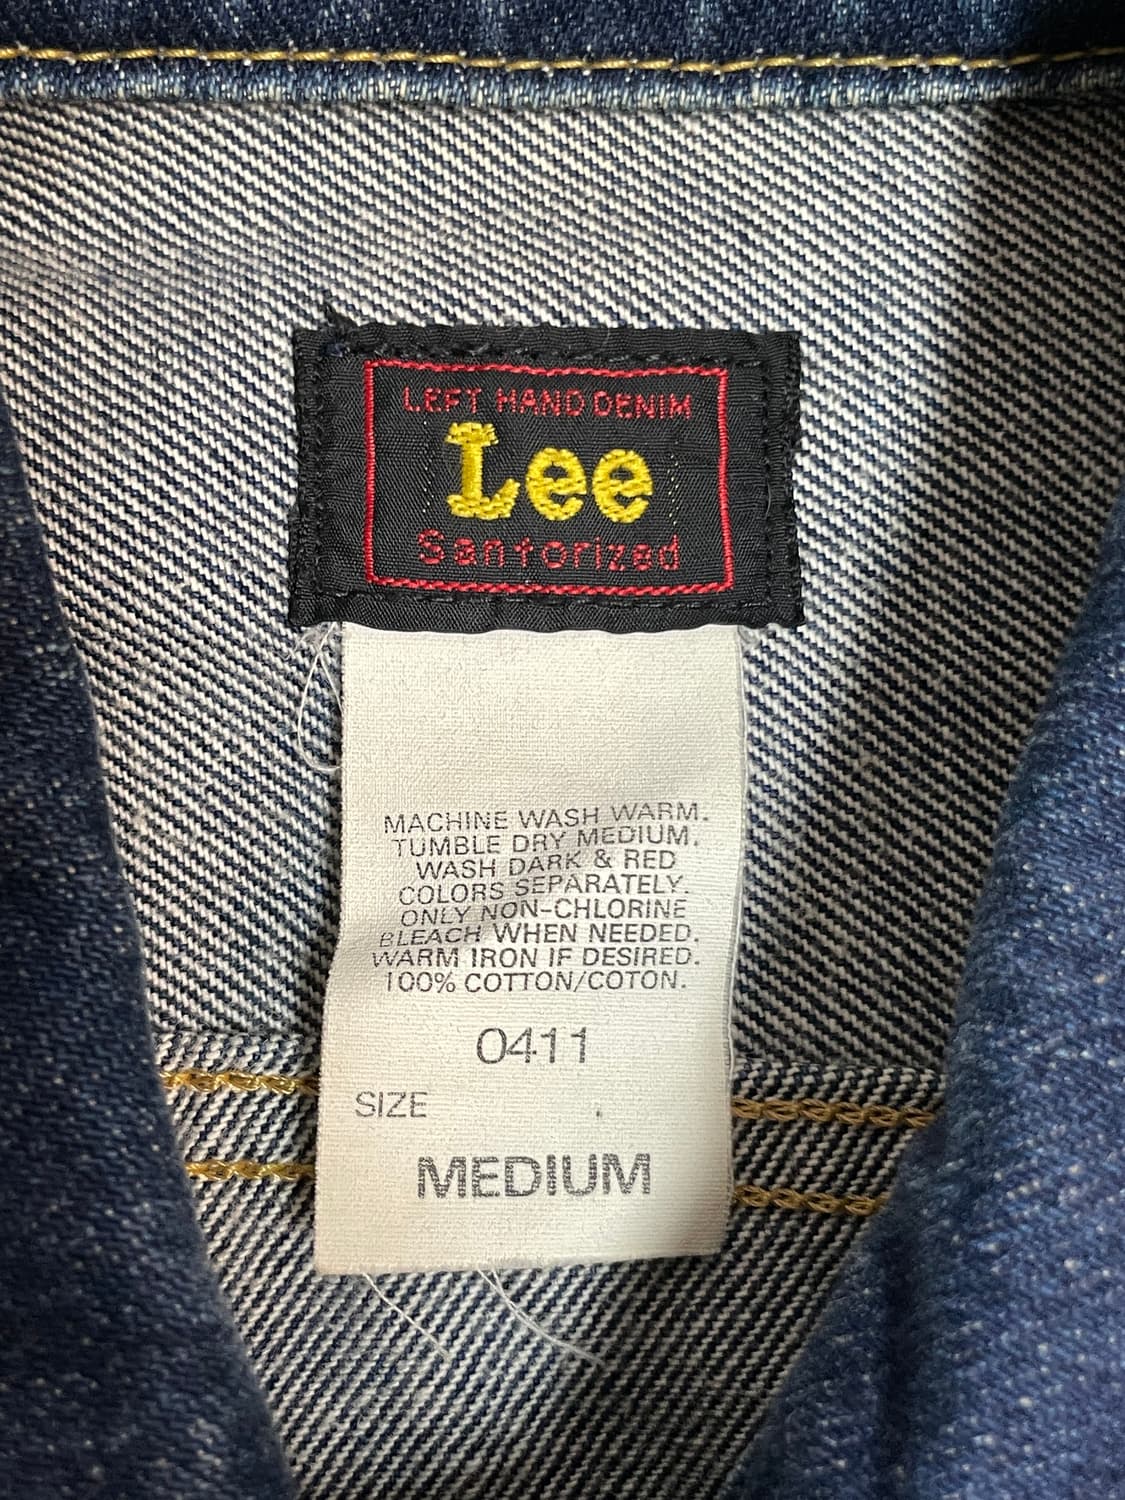 LEFT HAND DENIM
Lee
Sanforized
MACHINE WASH WARM.
TUMBLE DRY MEDIUM.
WASH DARK & RED
COLORS SEPARATELY.
ONLY NON-CHLORINE
BLEACH WHEN NEEDED.
WARM IRON IF DESIRED.
100% COTTON/COTON.
0411
SIZE
MEDIUM